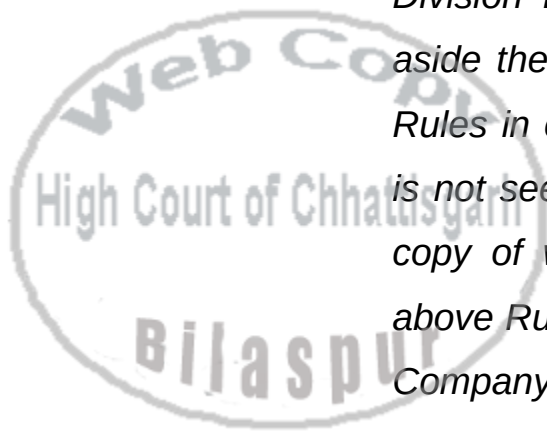 Division
Web Copy
aside the
Rules in
High Court of Chhattisgarh
is not see
copy of
above Ru
Bilaspur
Company